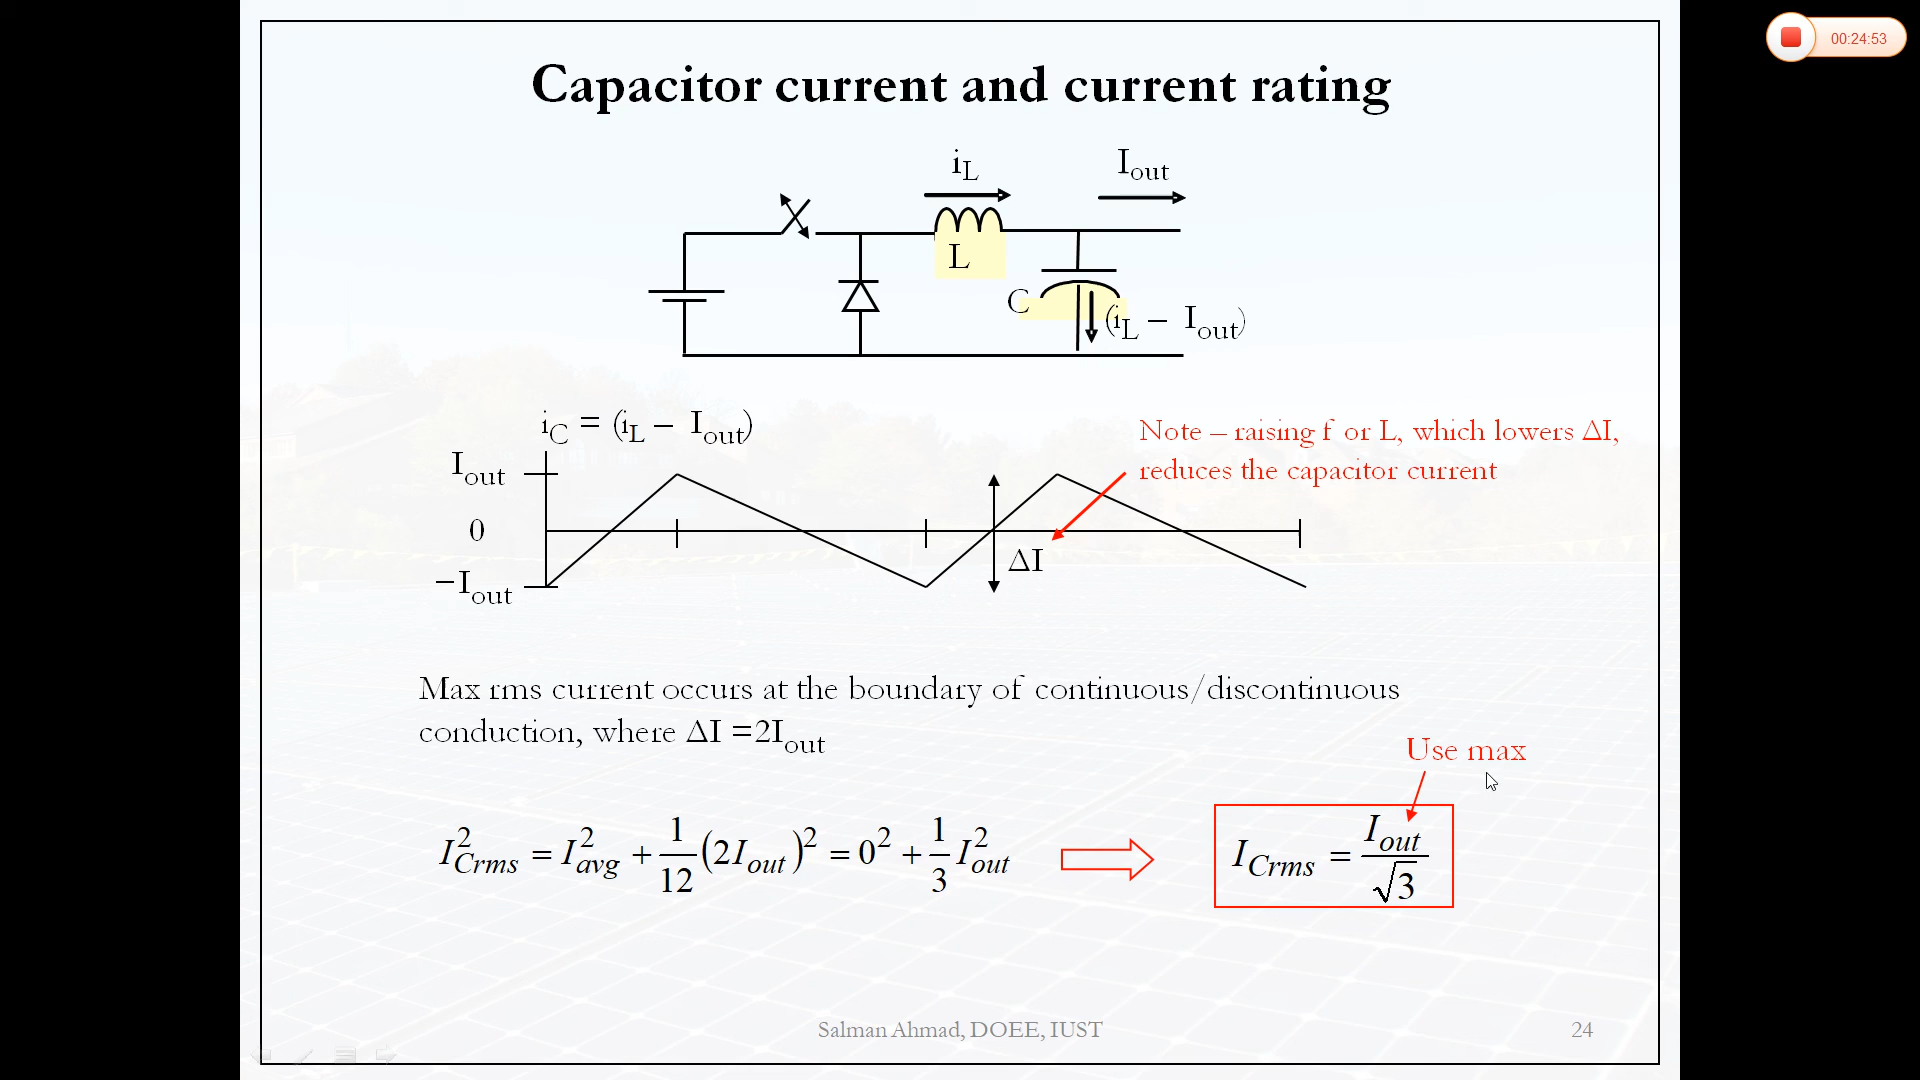 00:24:53
Capacitor current and current rating
iL
Iout
L
C
(iL – Iout)
iC = (iL – Iout)
Note – raising f or L, which lowers ΔI,
reduces the capacitor current
Iout
0
ΔI
−Iout
Max rms current occurs at the boundary of continuous/discontinuous
conduction, where ΔI =2Iout
Use max
I²Crms = I²avg + 1/12 (2Iout)² = 0² + 1/3 I²out
ICrms = Iout/√3
Salman Ahmad, DOEE, IUST
24